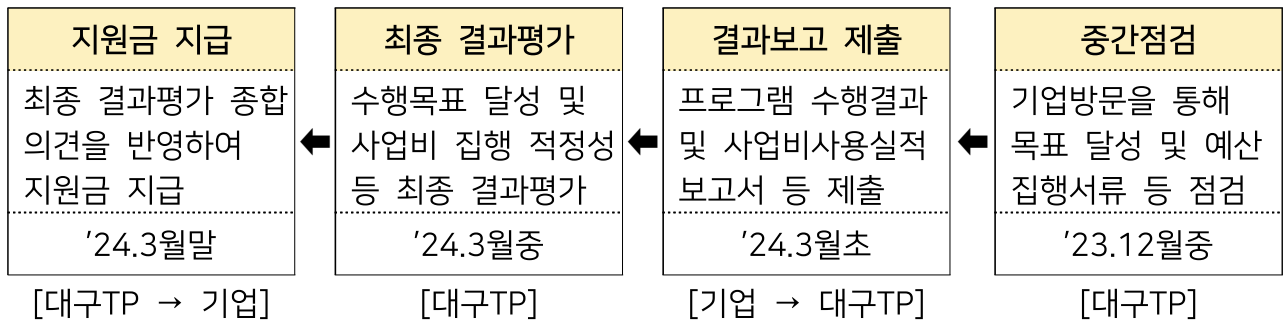 지원금 지급
최종 결과평가 종합
의견을 반영하여
지원금 지급
’24.3월말
[대구TP → 기업]
최종 결과평가
수행목표 달성 및
사업비 집행 적정성
등 최종 결과평가
’24.3월중
[대구TP]
결과보고 제출
프로그램 수행결과
및 사업비사용실적
보고서 등 제출
’24.3월초
[기업 → 대구TP]
중간점검
기업방문을 통해
목표 달성 및 예산
집행서류 등 점검
’23.12월중
[대구TP]